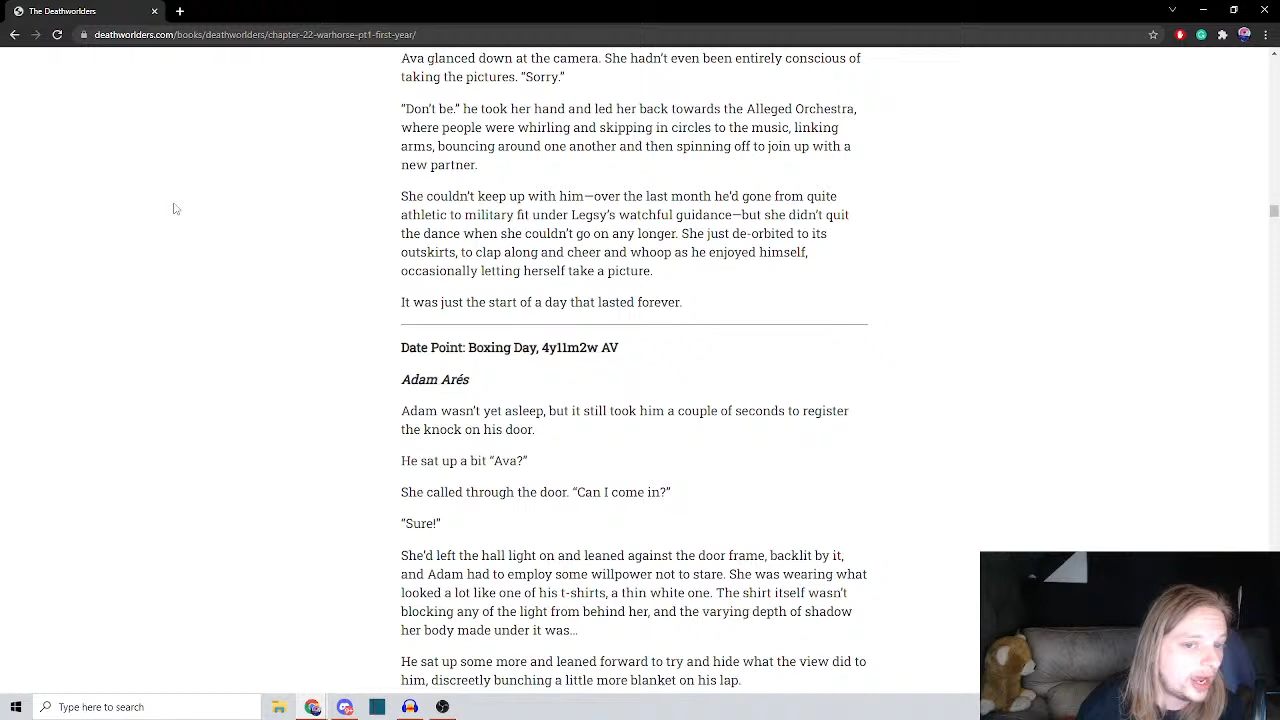 The Deathworlders
deathworlders.com/books/deathworlders/chapter-22-warhorse-pt1-first-year/
Ava glanced down at the camera. She hadn’t even been entirely conscious of
taking the pictures. “Sorry.”
“Don’t be.” he took her hand and led her back towards the Alleged Orchestra,
where people were whirling and skipping in circles to the music, linking
arms, bouncing around one another and then spinning off to join up with a
new partner.
She couldn’t keep up with him—over the last month he’d gone from quite
athletic to military fit under Legsy’s watchful guidance—but she didn’t quit
the dance when she couldn’t go on any longer. She just de-orbited to its
outskirts, to clap along and cheer and whoop as he enjoyed himself,
occasionally letting herself take a picture.
It was just the start of a day that lasted forever.
Date Point: Boxing Day, 4y11m2w AV
Adam Arés
Adam wasn’t yet asleep, but it still took him a couple of seconds to register
the knock on his door.
He sat up a bit “Ava?”
She called through the door. “Can I come in?”
“Sure!”
She’d left the hall light on and leaned against the door frame, backlit by it,
and Adam had to employ some willpower not to stare. She was wearing what
looked a lot like one of his t-shirts, a thin white one. The shirt itself wasn’t
blocking any of the light from behind her, and the varying depth of shadow
her body made under it was…
He sat up some more and leaned forward to try and hide what the view did to
him, discreetly bunching a little more blanket on his lap.
Type here to search